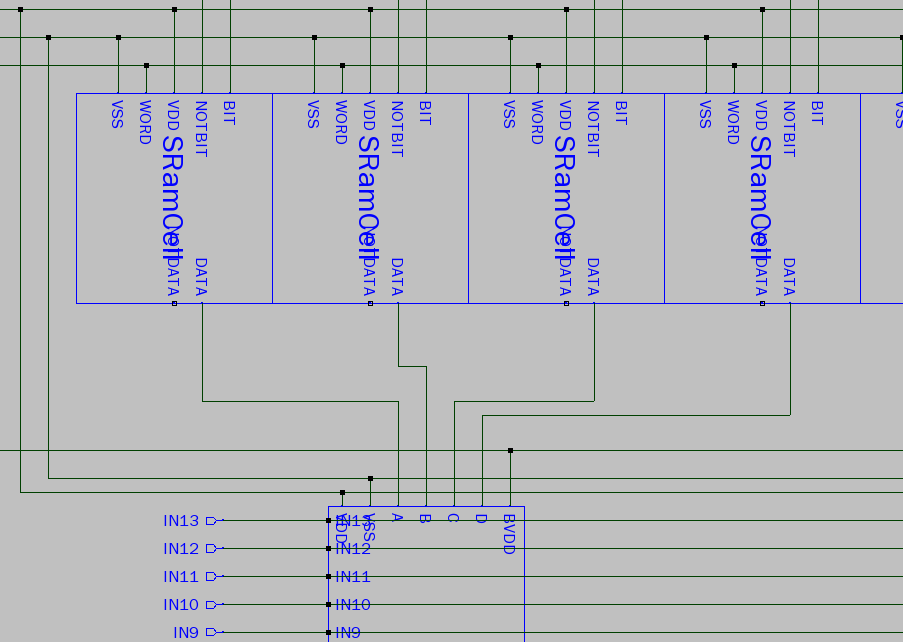 VSS WORD VDD NOTBIT BIT
SRamCell
NOTDATA DATA
VSS WORD VDD NOTBIT BIT
SRamCell
NOTDATA DATA
VSS WORD VDD NOTBIT BIT
SRamCell
NOTDATA DATA
VSS WORD VDD NOTBIT BIT
SRamCell
NOTDATA DATA
VSS
VDD VSS A B C D BVDD
IN13 IN13
IN12 IN12
IN11 IN11
IN10 IN10
IN9 IN9